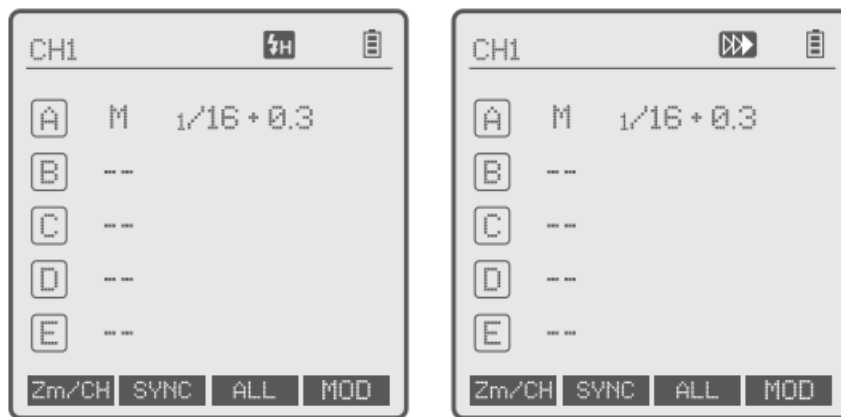 CH1 H
A M 1/16 + 0.3
B --
C --
D --
E --
Zm/CH SYNC ALL MOD
CH1
A M 1/16 + 0.3
B --
C --
D --
E --
Zm/CH SYNC ALL MOD